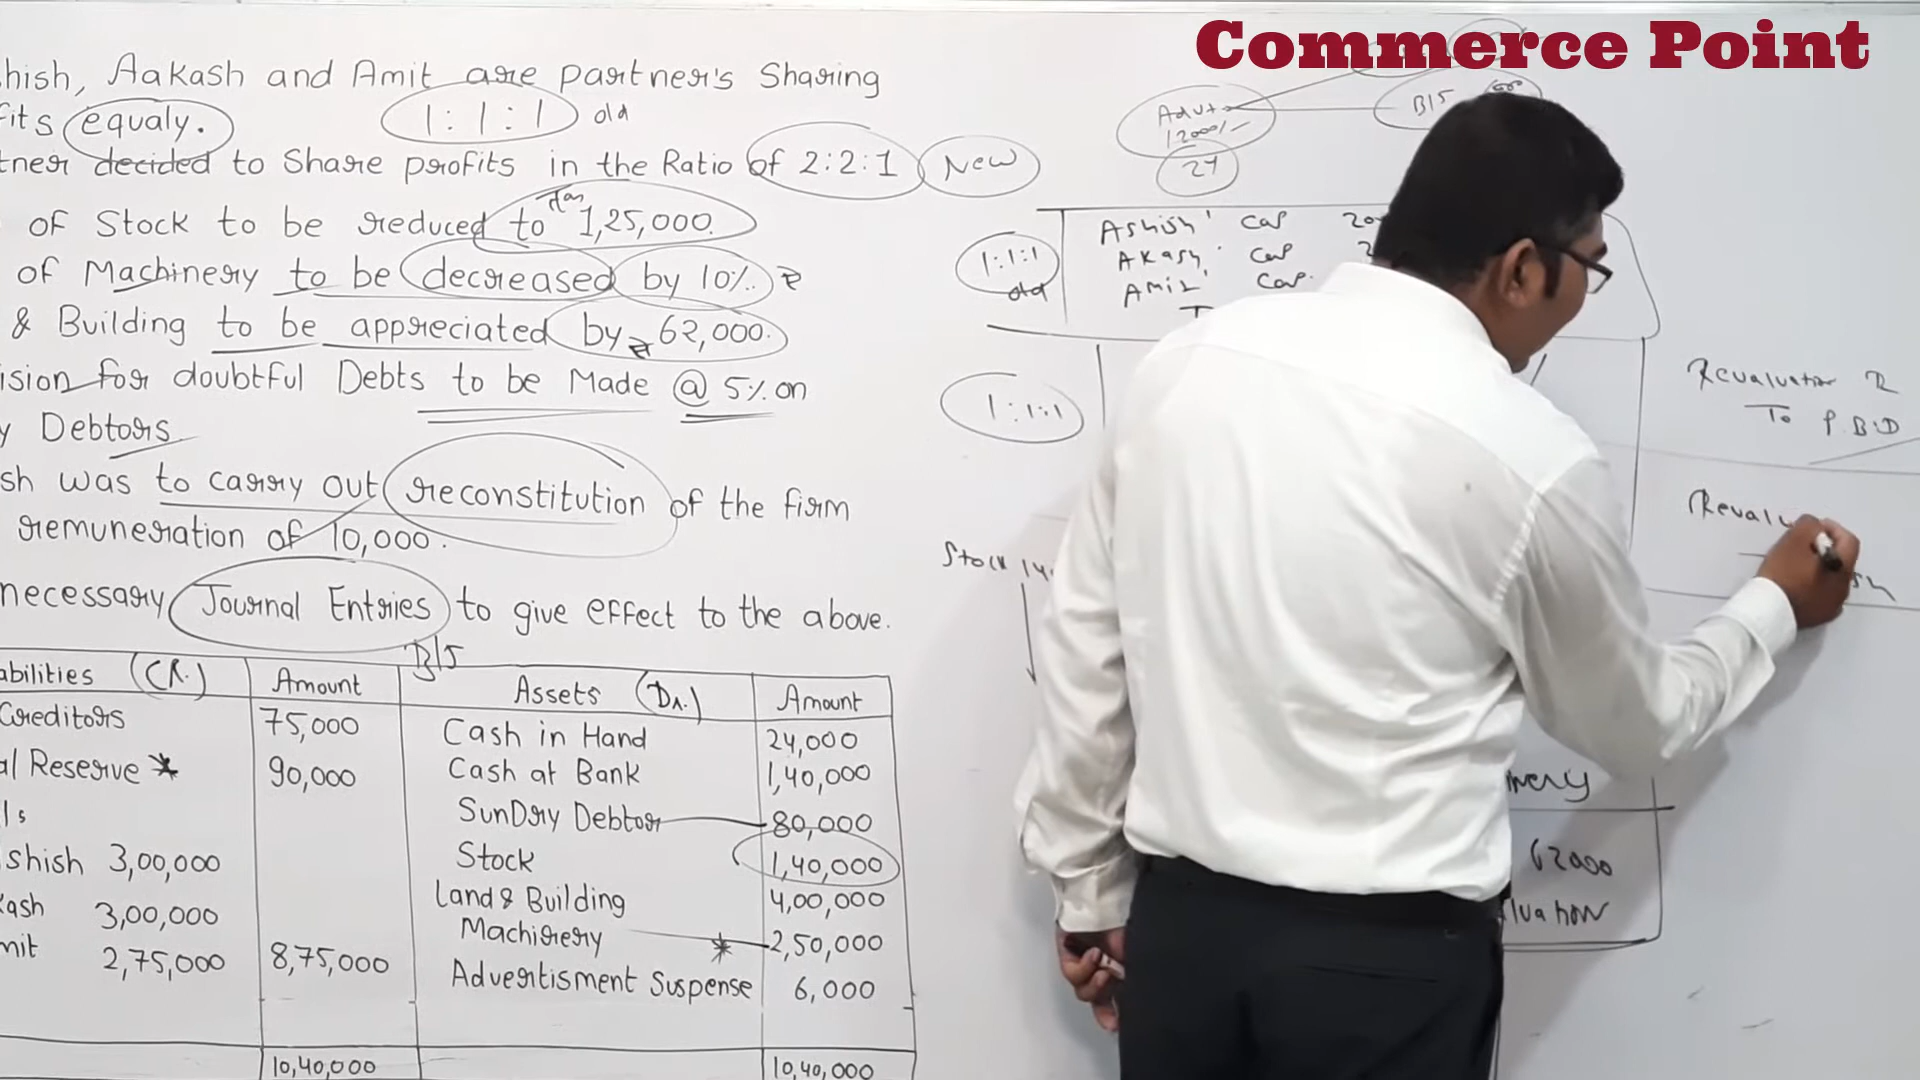 Commerce Point
hish, Aakash and Amit are partner's Sharing
fits equaly. 1:1:1 old
tner decided to Share profits in the Ratio of 2:2:1 New
of Stock to be reduced to 1,25,000.
of Machinery to be decreased by 10%.
& Building to be appreciated by ₹ 62,000.
ision for doubtful Debts to be Made @ 5% on
y Debtors
sh was to carry out reconstitution of the firm
remuneration of 10,000.
necessary Journal Entries to give effect to the above.
B/S
abilities (CR.) Amount Assets (Dr.) Amount
Creditors 75,000 Cash in Hand 24,000
al Reserve * 90,000 Cash at Bank 1,40,000
ls SunDry Debtor 80,000
shish 3,00,000 Stock 1,40,000
kash 3,00,000 Land & Building 4,00,000
mit 2,75,000 8,75,000 Machirery * 2,50,000
Advertisment Suspense 6,000
10,40,000 10,40,000
Advt B/S
12000/-
24
1:1:1 old
Ashish' Cap
Akash' Cap
Amit' Cap.
1:1:1
Stock
Revaluation
To P.B.D
Revalu
62000
luation